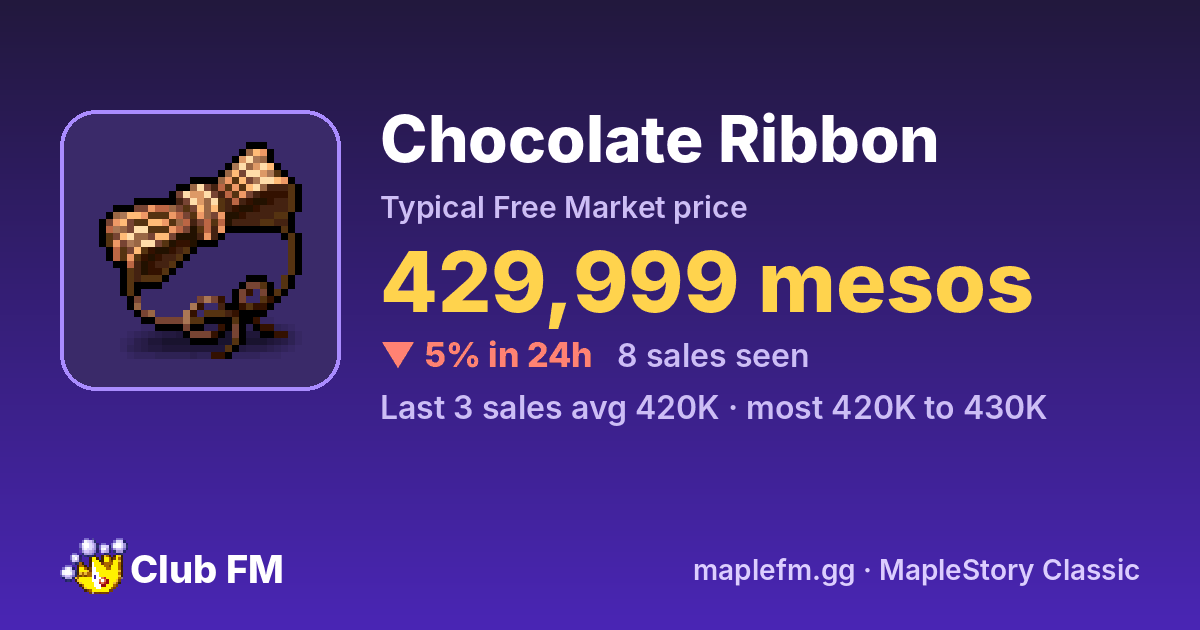 Chocolate Ribbon
Typical Free Market price
429,999 mesos
▼ 5% in 24h 8 sales seen
Last 3 sales avg 420K · most 420K to 430K
Club FM
maplefm.gg · MapleStory Classic